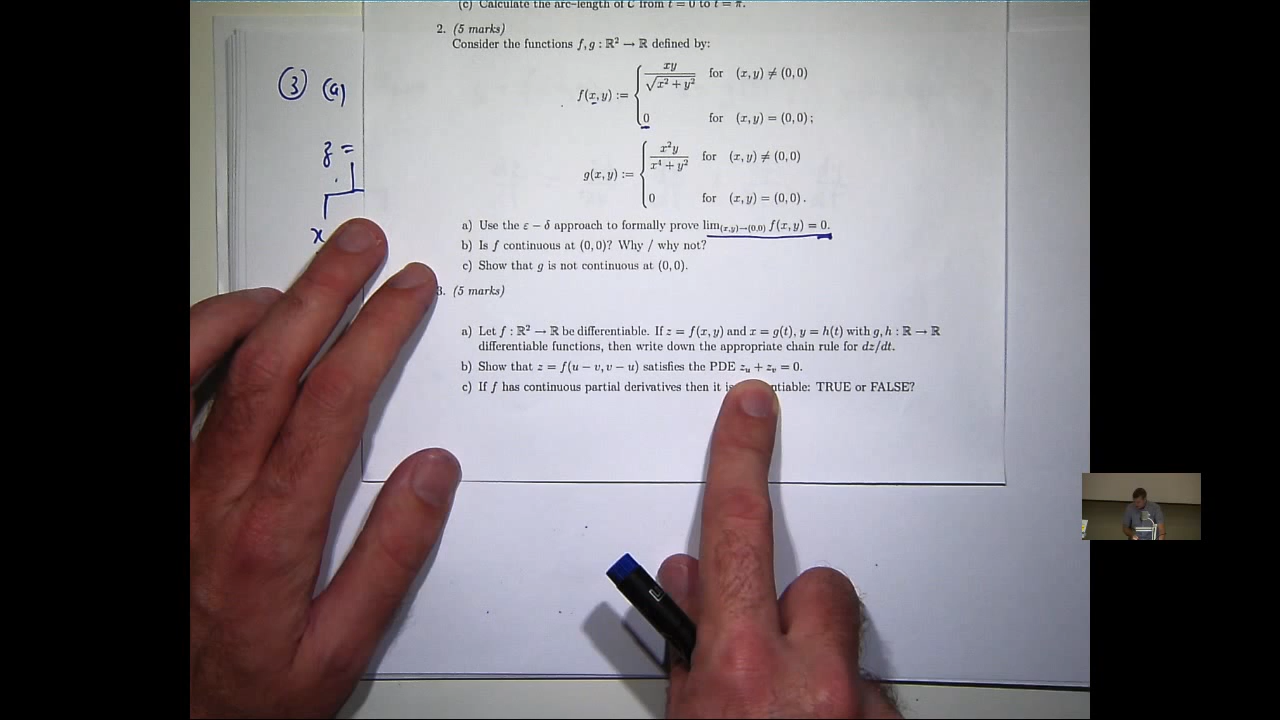 (c) Calculate the arc-length of C from t = 0 to t = π.
2. (5 marks)
Consider the functions f, g : ℝ² → ℝ defined by:
f(x, y) := { xy / √(x² + y²) for (x, y) ≠ (0, 0)
0 for (x, y) = (0, 0);
g(x, y) := { x²y / (x⁴ + y²) for (x, y) ≠ (0, 0)
0 for (x, y) = (0, 0).
a) Use the ε − δ approach to formally prove lim(x,y)→(0,0) f(x, y) = 0.
b) Is f continuous at (0, 0)? Why / why not?
c) Show that g is not continuous at (0, 0).
3. (5 marks)
a) Let f : ℝ² → ℝ be differentiable. If z = f(x, y) and x = g(t), y = h(t) with g, h : ℝ → ℝ
differentiable functions, then write down the appropriate chain rule for dz/dt.
b) Show that z = f(u − v, v − u) satisfies the PDE zᵤ + zᵥ = 0.
c) If f has continuous partial derivatives then it is : TRUE or FALSE?
③ (a)
z =
x